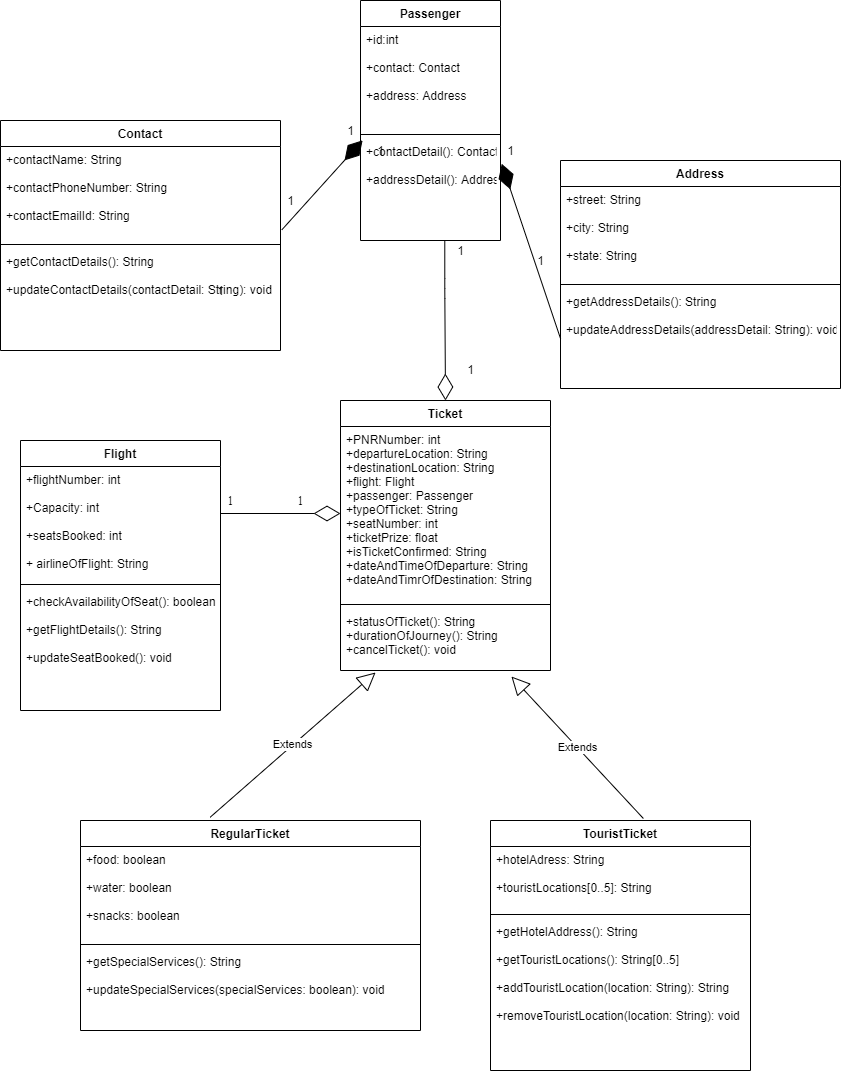 Passenger
+id:int
+contact: Contact
+address: Address
+contactDetail(): Contact
+addressDetail(): Addres
1
1
1
1
1
Contact
+contactName: String
+contactPhoneNumber: String
+contactEmailId: String
+getContactDetails(): String
+updateContactDetails(contactDetail: String): void
1
Address
+street: String
+city: String
+state: String
+getAddressDetails(): String
+updateAddressDetails(addressDetail: String): void
1
1
Ticket
+PNRNumber: int
+departureLocation: String
+destinationLocation: String
+flight: Flight
+passenger: Passenger
+typeOfTicket: String
+seatNumber: int
+ticketPrize: float
+isTicketConfirmed: String
+dateAndTimeOfDeparture: String
+dateAndTimrOfDestination: String
+statusOfTicket(): String
+durationOfJourney(): String
+cancelTicket(): void
Flight
+flightNumber: int
+Capacity: int
+seatsBooked: int
+ airlineOfFlight: String
+checkAvailabilityOfSeat(): boolean
+getFlightDetails(): String
+updateSeatBooked(): void
1
1
Extends
Extends
RegularTicket
+food: boolean
+water: boolean
+snacks: boolean
+getSpecialServices(): String
+updateSpecialServices(specialServices: boolean): void
TouristTicket
+hotelAdress: String
+touristLocations[0..5]: String
+getHotelAddress(): String
+getTouristLocations(): String[0..5]
+addTouristLocation(location: String): String
+removeTouristLocation(location: String): void